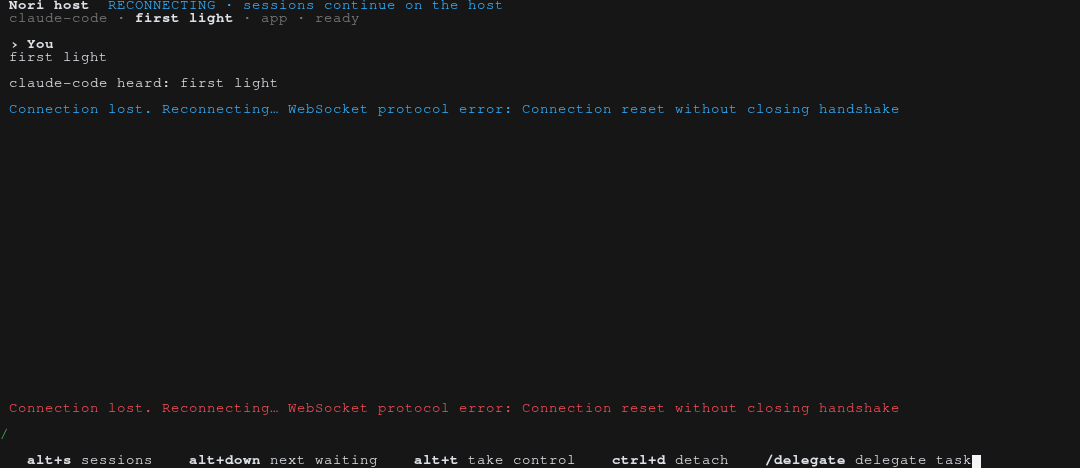 Nori host  RECONNECTING · sessions continue on the host
claude-code · first light · app · ready
› You
first light
claude-code heard: first light
Connection lost. Reconnecting… WebSocket protocol error: Connection reset without closing handshake
Connection lost. Reconnecting… WebSocket protocol error: Connection reset without closing handshake
/
alt+s sessions    alt+down next waiting    alt+t take control    ctrl+d detach    /delegate delegate task